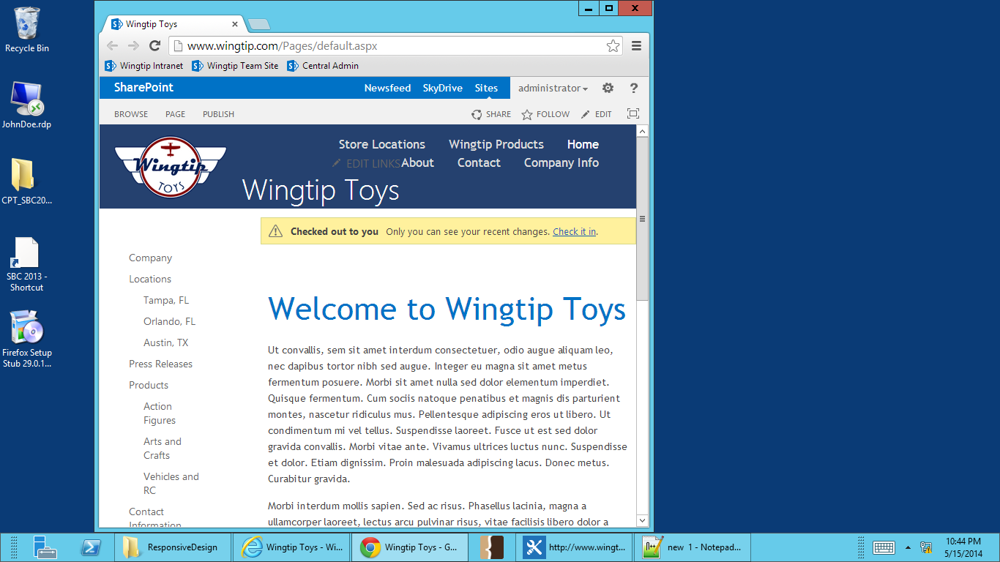 Recycle Bin
JohnDoe.rdp
CPT_SBC20...
SBC 2013 -
Shortcut
Firefox Setup
Stub 29.0.1...
Wingtip Toys
www.wingtip.com/Pages/default.aspx
Wingtip Intranet Wingtip Team Site Central Admin
SharePoint Newsfeed SkyDrive Sites administrator ?
BROWSE PAGE PUBLISH SHARE FOLLOW EDIT
Wingtip
TOYS
Store Locations Wingtip Products Home
EDIT LINKS About Contact Company Info
Wingtip Toys
Checked out to you Only you can see your recent changes. Check it in.
Company
Locations
Tampa, FL
Orlando, FL
Austin, TX
Press Releases
Products
Action
Figures
Arts and
Crafts
Vehicles and
RC
Contact
Information
Welcome to Wingtip Toys
Ut convallis, sem sit amet interdum consectetuer, odio augue aliquam leo,
nec dapibus tortor nibh sed augue. Integer eu magna sit amet metus
fermentum posuere. Morbi sit amet nulla sed dolor elementum imperdiet.
Quisque fermentum. Cum sociis natoque penatibus et magnis dis parturient
montes, nascetur ridiculus mus. Pellentesque adipiscing eros ut libero. Ut
condimentum mi vel tellus. Suspendisse laoreet. Fusce ut est sed dolor
gravida convallis. Morbi vitae ante. Vivamus ultrices luctus nunc. Suspendisse
et dolor. Etiam dignissim. Proin malesuada adipiscing lacus. Donec metus.
Curabitur gravida.
Morbi interdum mollis sapien. Sed ac risus. Phasellus lacinia, magna a
ullamcorper laoreet, lectus arcu pulvinar risus, vitae facilisis libero dolor a
ResponsiveDesign Wingtip Toys - Wi... Wingtip Toys - G... http://www.wingt... new 1 - Notepad...
10:44 PM
5/15/2014